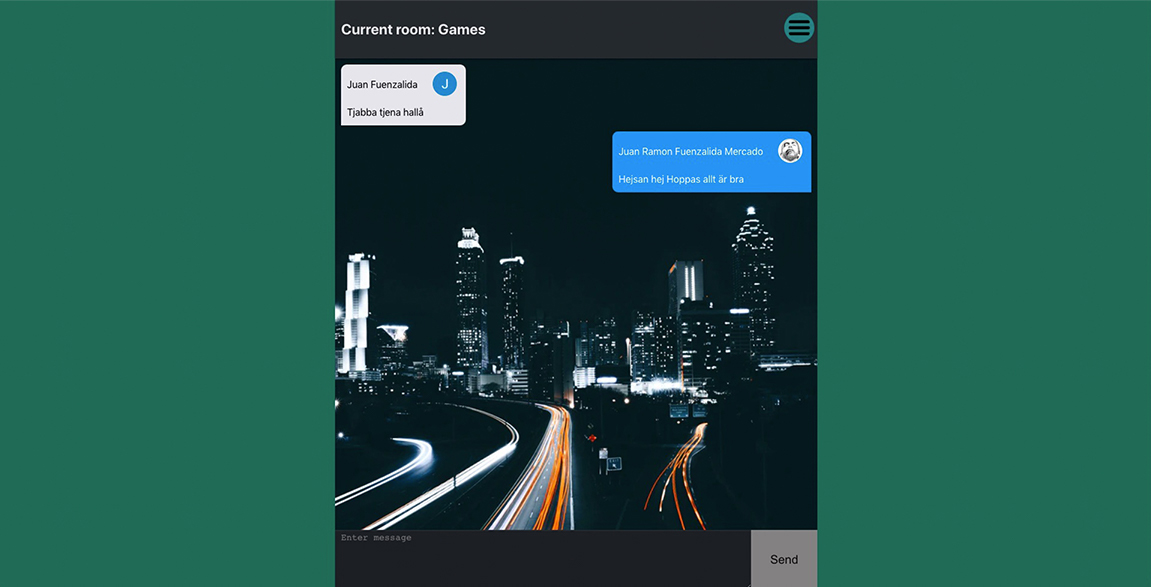 Current room: Games
Juan Fuenzalida
J
Tjabba tjena hallå
Juan Ramon Fuenzalida Mercado
Hejsan hej Hoppas allt är bra
Enter message
Send